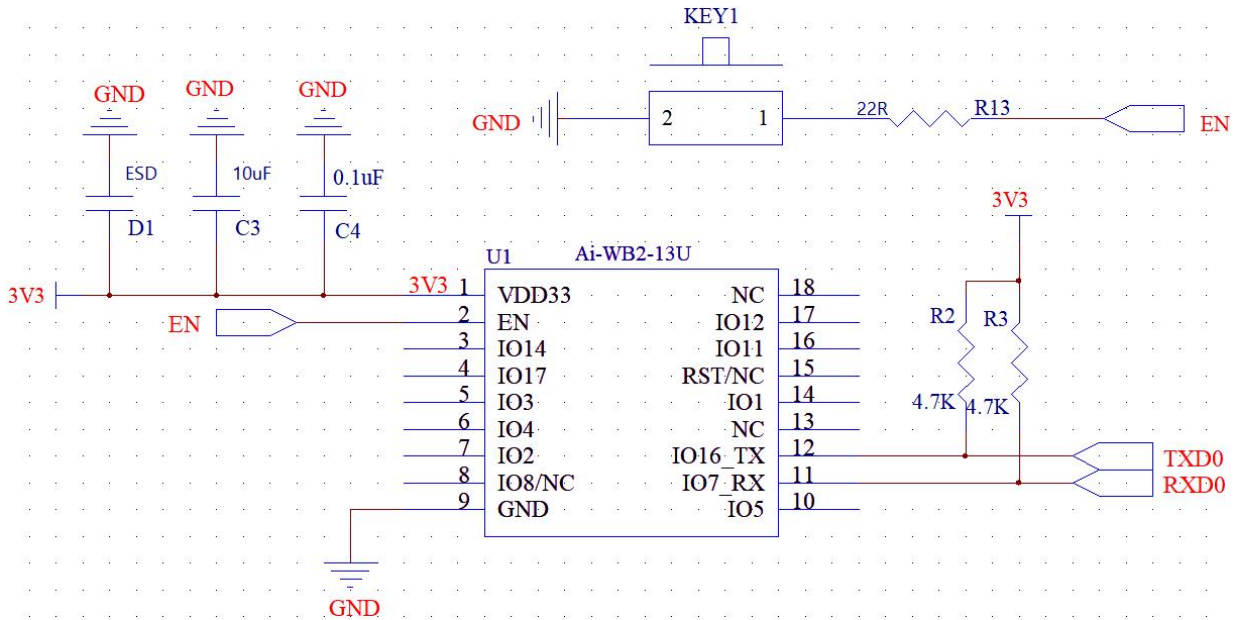 KEY1
GND
GND
GND
GND
2
1
22R
R13
EN
ESD
10uF
0.1uF
D1
C3
C4
3V3
U1
Ai-WB2-13U
3V3
3V3
EN
1
VDD33
2
EN
3
IO14
4
IO17
5
IO3
6
IO4
7
IO2
8
IO8/NC
9
GND
NC
18
IO12
17
IO11
16
RST/NC
15
IO1
14
NC
13
IO16_TX
12
IO7_RX
11
IO5
10
R2
R3
4.7K
4.7K
TXD0
RXD0
GND